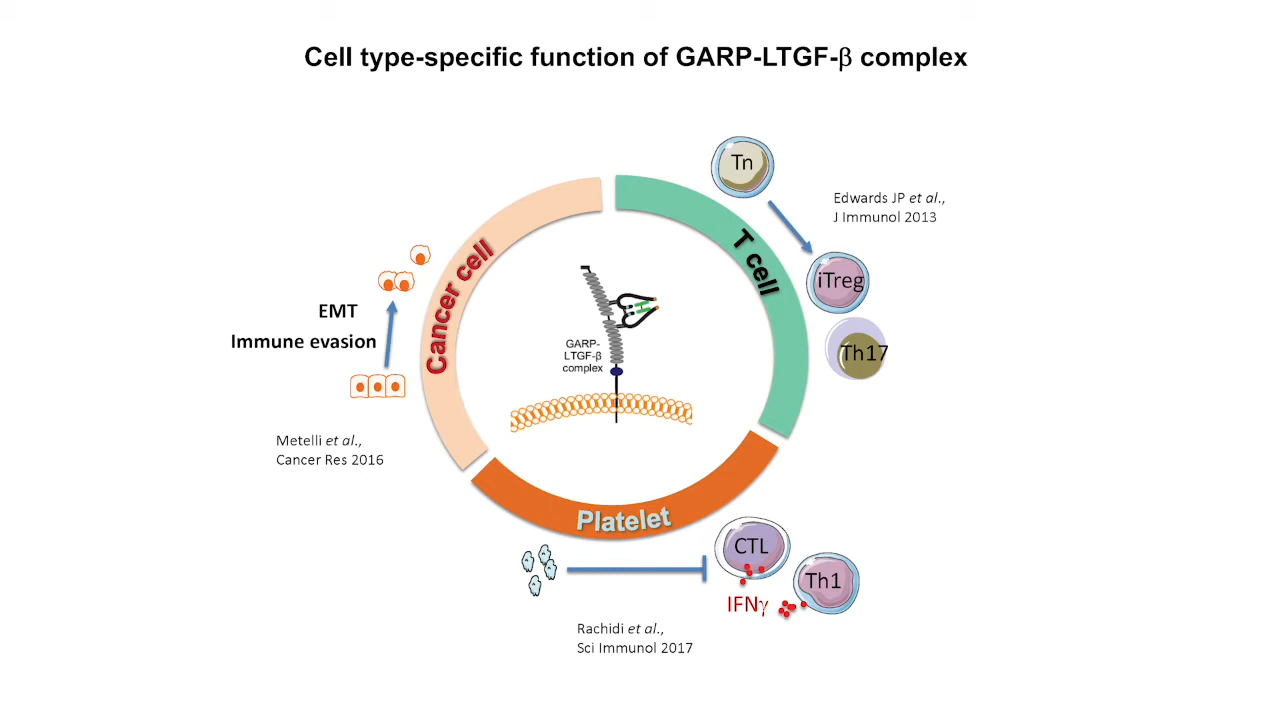 Cell type-specific function of GARP-LTGF-β complex
Tn
Edwards JP et al.,
J Immunol 2013
T cell
iTreg
Th17
Cancer cell
EMT
Immune evasion
GARP-
LTGF-β
complex
Metelli et al.,
Cancer Res 2016
Platelet
CTL
Th1
IFNγ
Rachidi et al.,
Sci Immunol 2017